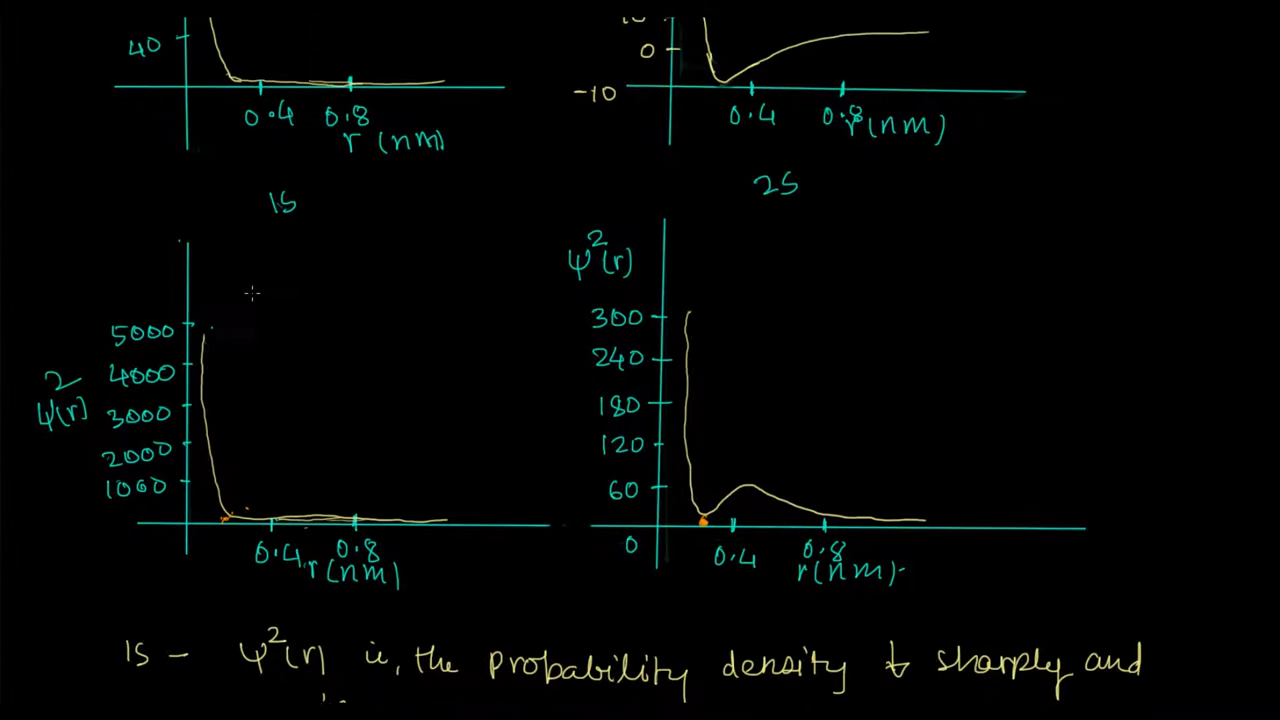 40
0.4 0.8
r (nm)
1S
0
-10
0.4 0.8
r(nm)
2S
ψ²(r)
5000
4000
3000
2000
1000
0.4 0.8
r(nm)
ψ²(r)
300
240
180
120
60
0
0.4 0.8
r(nm)
1S - ψ²(r) ie, the probability density ↓ sharply and